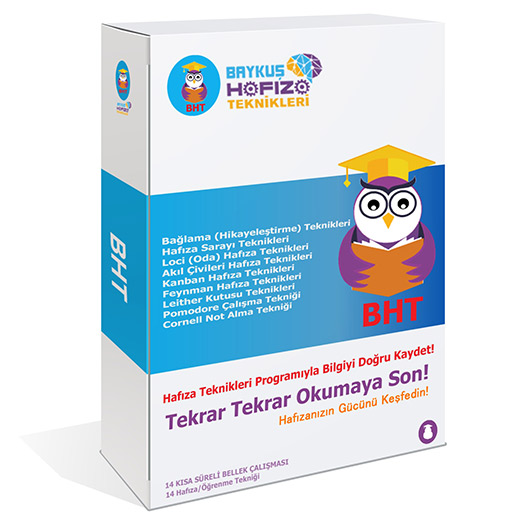 BAYKUŞ
HAFIZA
TEKNİKLERİ
BHT
BHT
Bağlama (Hikayeleştirme) Teknikleri
Hafıza Sarayı Teknikleri
Loci (Oda) Hafıza Teknikleri
Akıl Çivileri Hafıza Teknikleri
Kanban Hafıza Teknikleri
Feynman Hafıza Teknikleri
Leither Kutusu Teknikleri
Pomodore Çalışma Tekniği
Cornell Not Alma Tekniği
BHT
BHT
Hafıza Teknikleri Programıyla Bilgiyi Doğru Kaydet!
Tekrar Tekrar Okumaya Son!
Hafızanızın Gücünü Keşfedin!
14 KISA SÜRELİ BELLEK ÇALIŞMASI
14 Hafıza/Öğrenme Tekniği